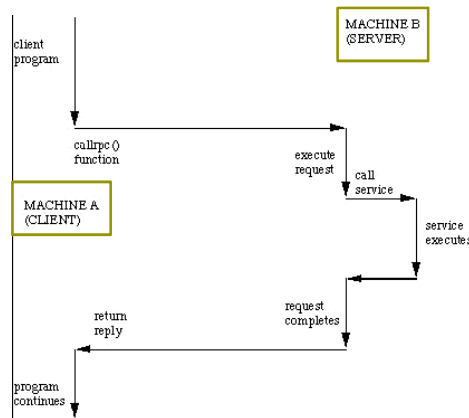 MACHINE B
(SERVER)
client
program
callrpc()
function
execute
request
call
service
MACHINE A
(CLIENT)
service
executes
request
completes
return
reply
program
continues